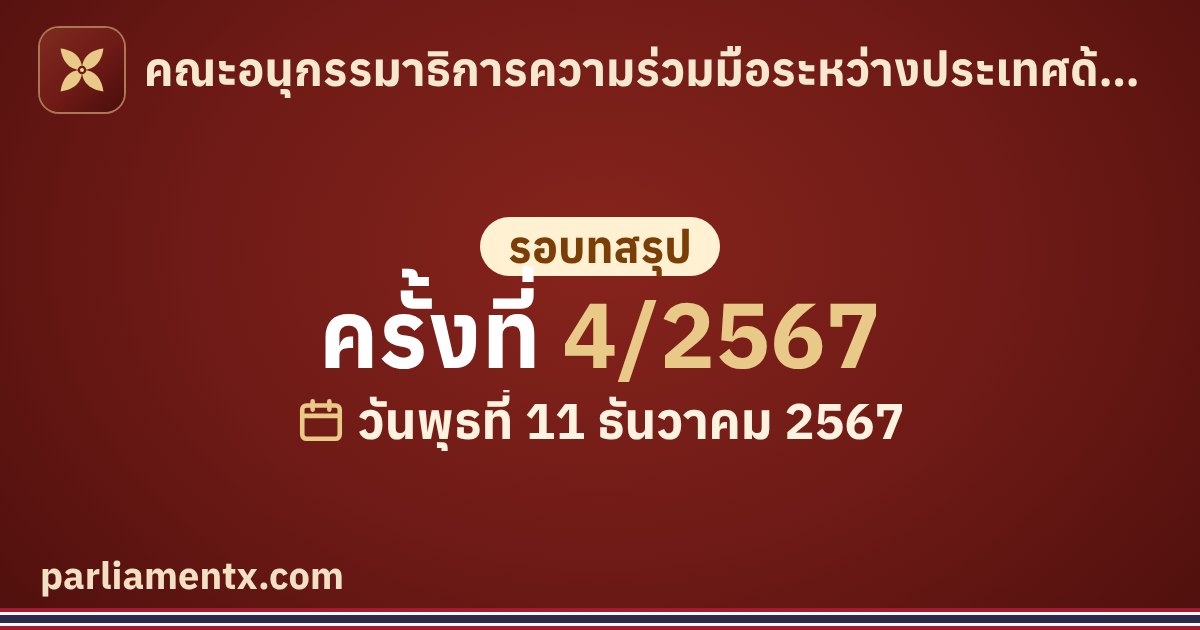 คณะอนุกรรมาธิการความร่วมมือระหว่างประเทศด้...
รอบทสรุป
ครั้งที่ 4/2567
วันพุธที่ 11 ธันวาคม 2567
parliamentx.com